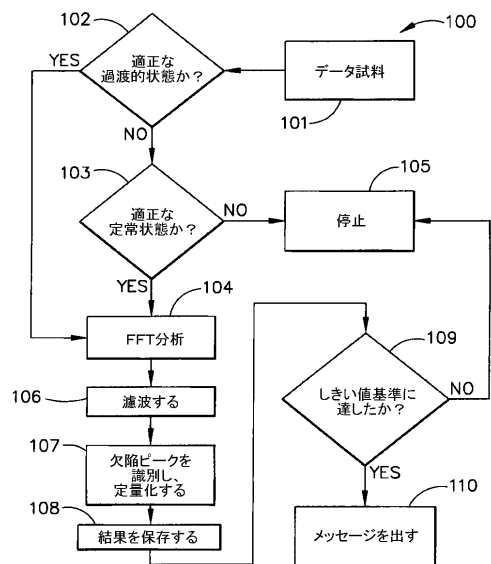 100
102
適正な
過渡的状態か？
YES
データ試料
101
NO
103
適正な
定常状態か？
NO
105
停止
YES
104
FFT分析
106
濾波する
107
欠陥ピークを
識別し、
定量化する
108
結果を保存する
109
しきい値基準に
達したか？
NO
YES
110
メッセージを出す